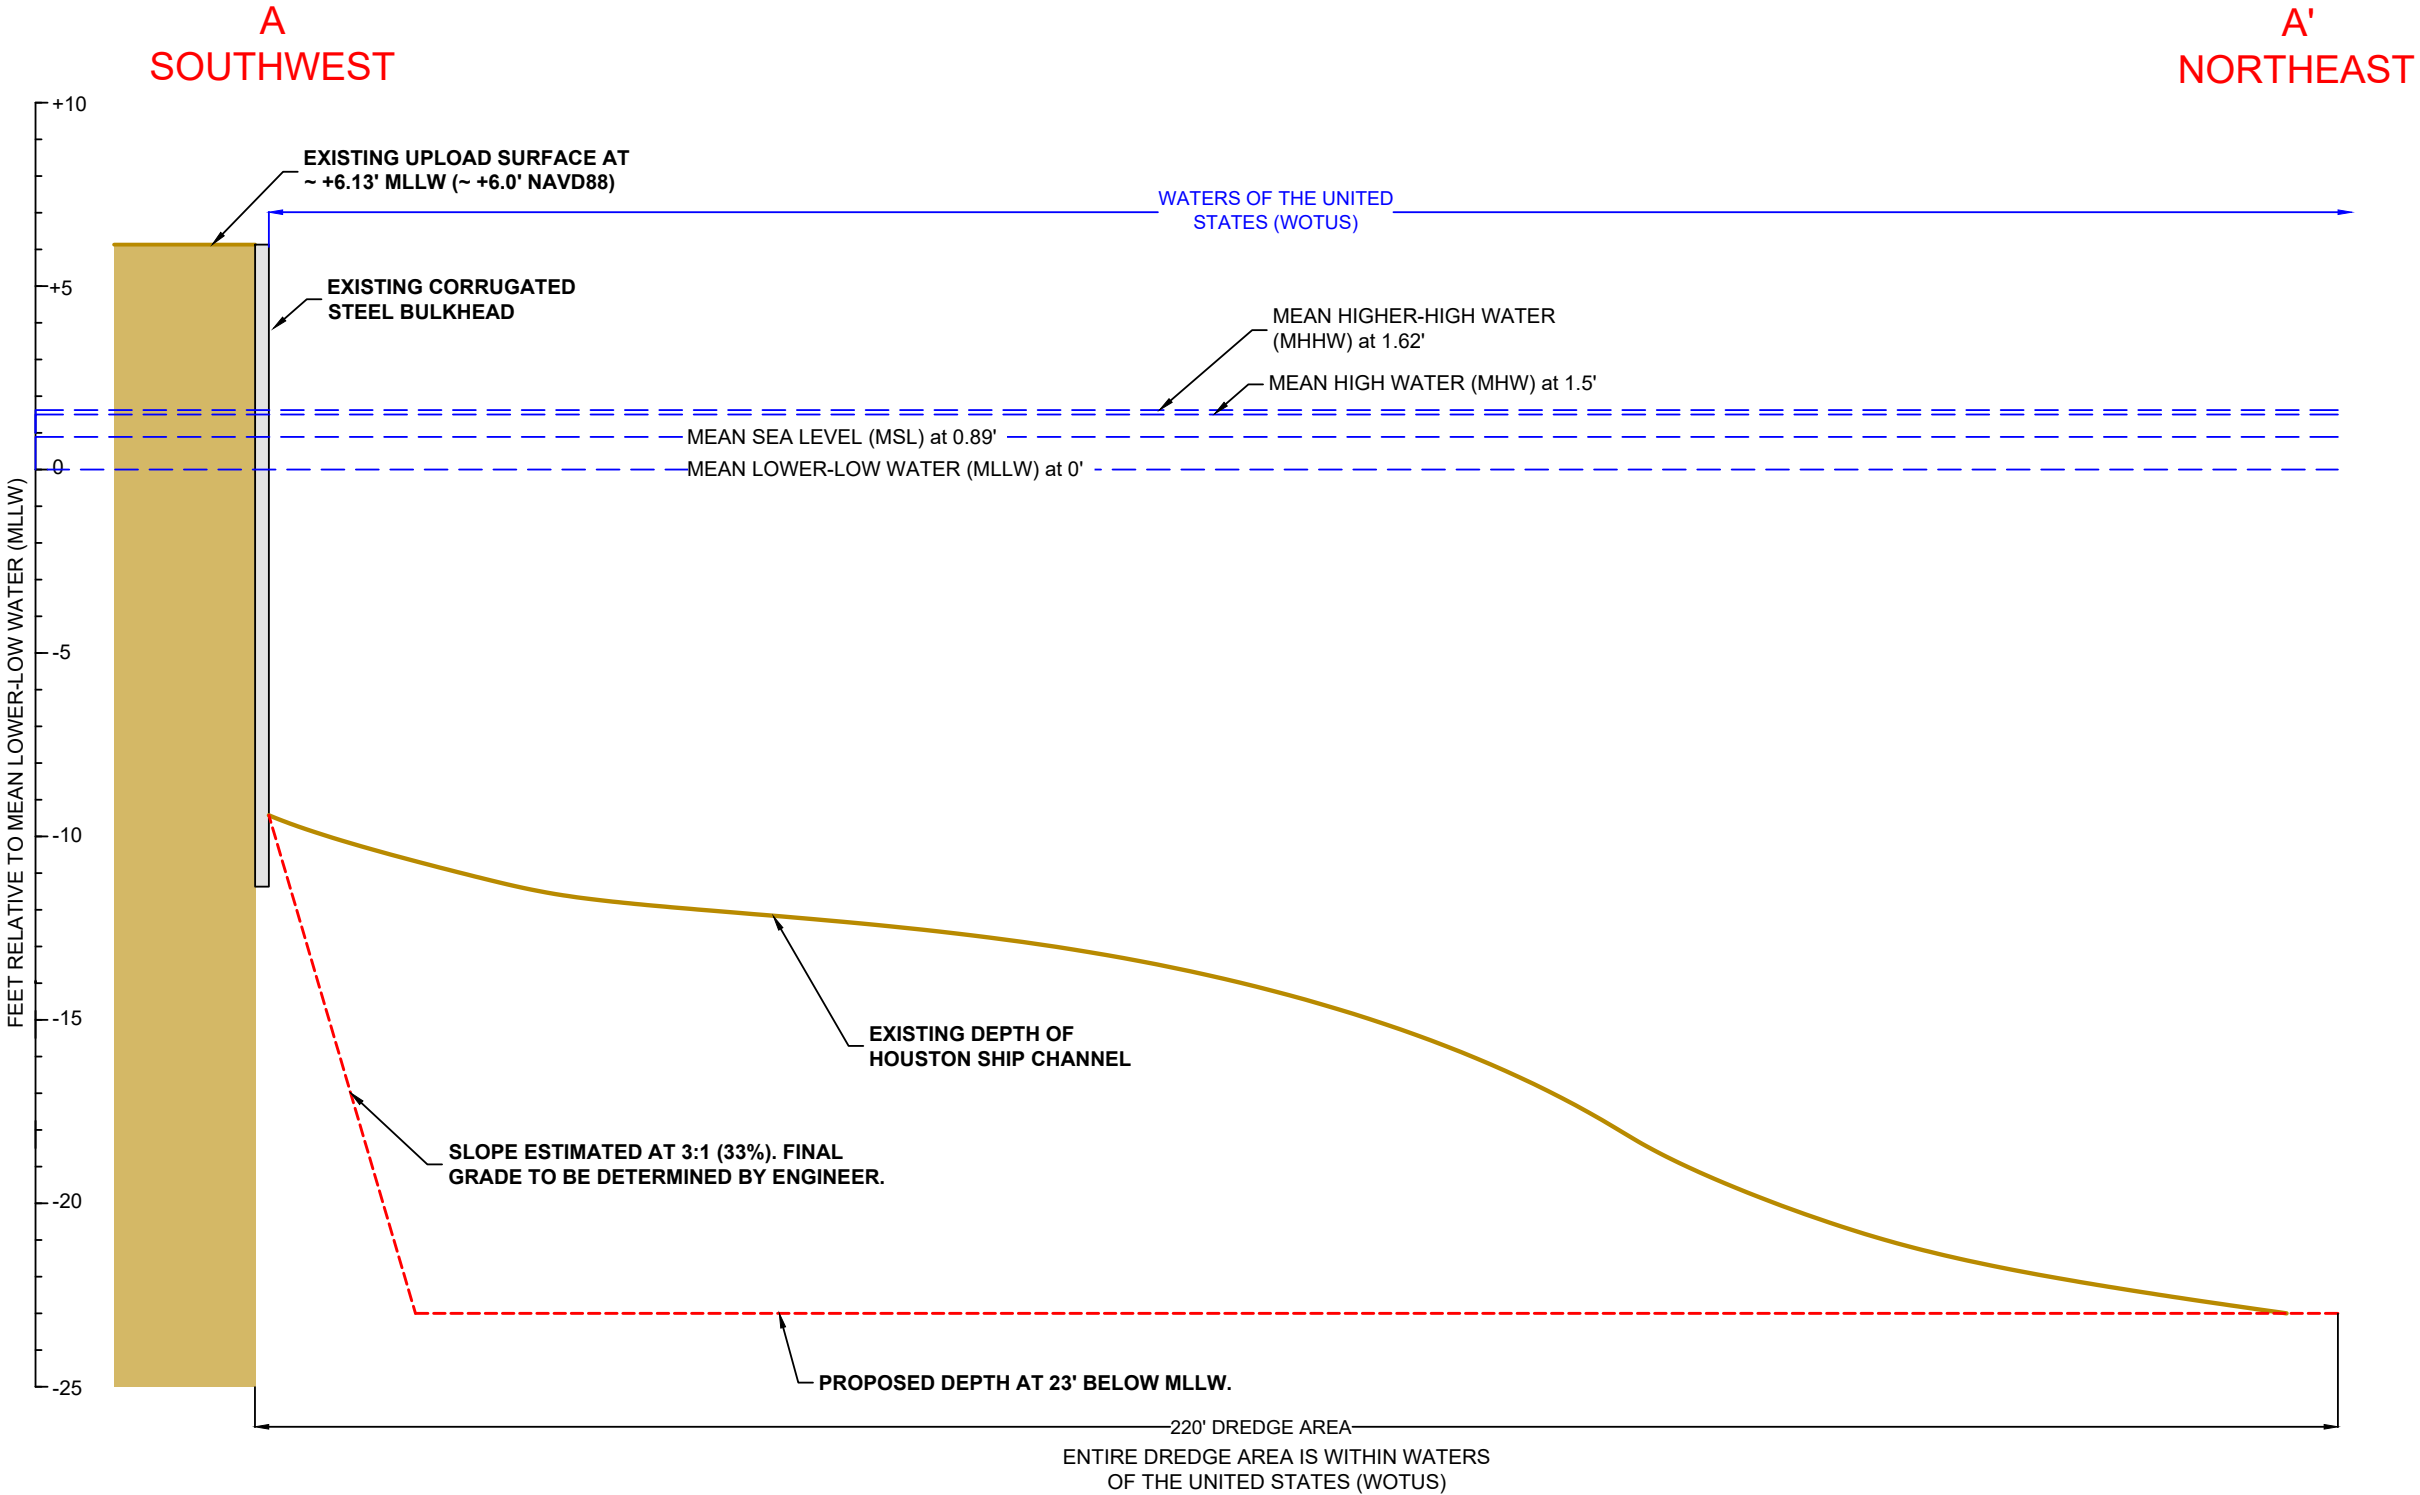 A
SOUTHWEST
A'
NORTHEAST
+10
EXISTING UPLOAD SURFACE AT
~ +6.13' MLLW (~ +6.0' NAVD88)
WATERS OF THE UNITED
STATES (WOTUS)
+5
EXISTING CORRUGATED
STEEL BULKHEAD
MEAN HIGHER-HIGH WATER
(MHHW) at 1.62'
MEAN HIGH WATER (MHW) at 1.5'
MEAN SEA LEVEL (MSL) at 0.89'
0
MEAN LOWER-LOW WATER (MLLW) at 0'
FEET RELATIVE TO MEAN LOWER-LOW WATER (MLLW)
-5
-10
-15
EXISTING DEPTH OF
HOUSTON SHIP CHANNEL
SLOPE ESTIMATED AT 3:1 (33%). FINAL
GRADE TO BE DETERMINED BY ENGINEER.
-20
-25
PROPOSED DEPTH AT 23' BELOW MLLW.
220' DREDGE AREA
ENTIRE DREDGE AREA IS WITHIN WATERS
OF THE UNITED STATES (WOTUS)